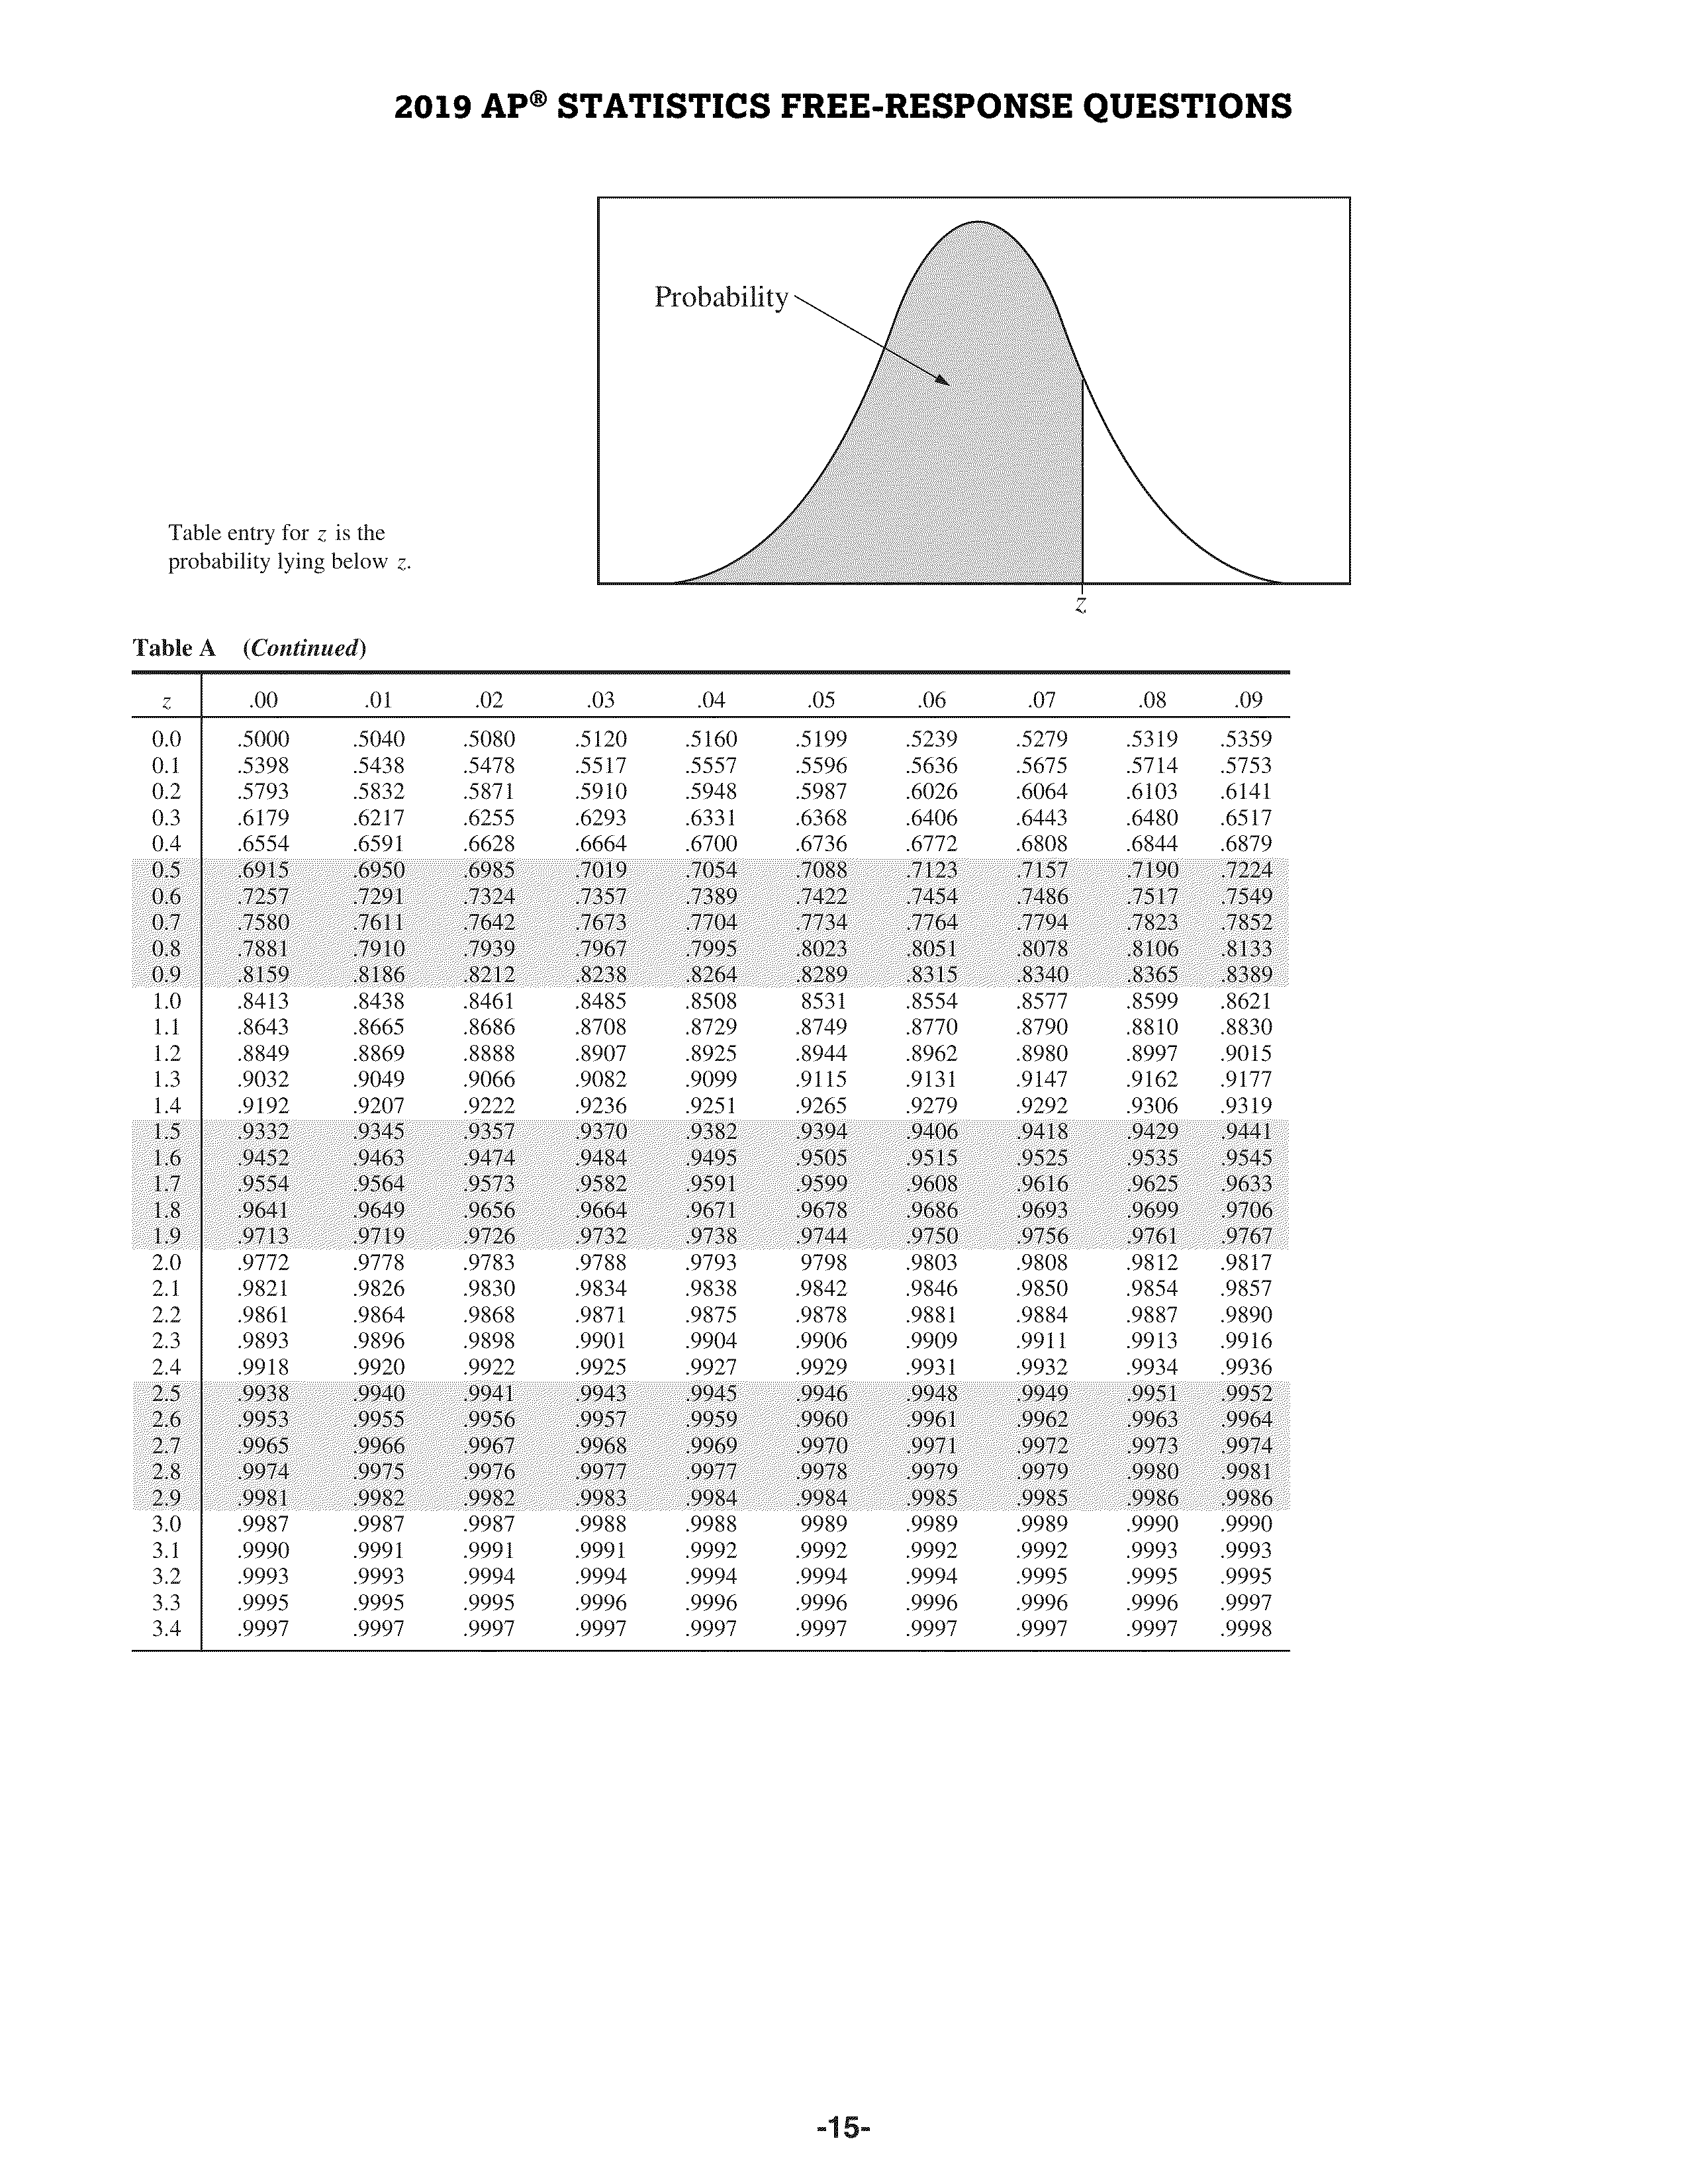 2019 AP® STATISTICS FREE-RESPONSE QUESTIONS
Probability
Table entry for z is the
probability lying below z.
z
Table A (Continued)
z .00 .01 .02 .03 .04 .05 .06 .07 .08 .09
0.0 .5000 .5040 .5080 .5120 .5160 .5199 .5239 .5279 .5319 .5359
0.1 .5398 .5438 .5478 .5517 .5557 .5596 .5636 .5675 .5714 .5753
0.2 .5793 .5832 .5871 .5910 .5948 .5987 .6026 .6064 .6103 .6141
0.3 .6179 .6217 .6255 .6293 .6331 .6368 .6406 .6443 .6480 .6517
0.4 .6554 .6591 .6628 .6664 .6700 .6736 .6772 .6808 .6844 .6879
0.5 .6915 .6950 .6985 .7019 .7054 .7088 .7123 .7157 .7190 .7224
0.6 .7257 .7291 .7324 .7357 .7389 .7422 .7454 .7486 .7517 .7549
0.7 .7580 .7611 .7642 .7673 .7704 .7734 .7764 .7794 .7823 .7852
0.8 .7881 .7910 .7939 .7967 .7995 .8023 .8051 .8078 .8106 .8133
0.9 .8159 .8186 .8212 .8238 .8264 .8289 .8315 .8340 .8365 .8389
1.0 .8413 .8438 .8461 .8485 .8508 8531 .8554 .8577 .8599 .8621
1.1 .8643 .8665 .8686 .8708 .8729 .8749 .8770 .8790 .8810 .8830
1.2 .8849 .8869 .8888 .8907 .8925 .8944 .8962 .8980 .8997 .9015
1.3 .9032 .9049 .9066 .9082 .9099 .9115 .9131 .9147 .9162 .9177
1.4 .9192 .9207 .9222 .9236 .9251 .9265 .9279 .9292 .9306 .9319
1.5 .9332 .9345 .9357 .9370 .9382 .9394 .9406 .9418 .9429 .9441
1.6 .9452 .9463 .9474 .9484 .9495 .9505 .9515 .9525 .9535 .9545
1.7 .9554 .9564 .9573 .9582 .9591 .9599 .9608 .9616 .9625 .9633
1.8 .9641 .9649 .9656 .9664 .9671 .9678 .9686 .9693 .9699 .9706
1.9 .9713 .9719 .9726 .9732 .9738 .9744 .9750 .9756 .9761 .9767
2.0 .9772 .9778 .9783 .9788 .9793 9798 .9803 .9808 .9812 .9817
2.1 .9821 .9826 .9830 .9834 .9838 .9842 .9846 .9850 .9854 .9857
2.2 .9861 .9864 .9868 .9871 .9875 .9878 .9881 .9884 .9887 .9890
2.3 .9893 .9896 .9898 .9901 .9904 .9906 .9909 .9911 .9913 .9916
2.4 .9918 .9920 .9922 .9925 .9927 .9929 .9931 .9932 .9934 .9936
2.5 .9938 .9940 .9941 .9943 .9945 .9946 .9948 .9949 .9951 .9952
2.6 .9953 .9955 .9956 .9957 .9959 .9960 .9961 .9962 .9963 .9964
2.7 .9965 .9966 .9967 .9968 .9969 .9970 .9971 .9972 .9973 .9974
2.8 .9974 .9975 .9976 .9977 .9977 .9978 .9979 .9979 .9980 .9981
2.9 .9981 .9982 .9982 .9983 .9984 .9984 .9985 .9985 .9986 .9986
3.0 .9987 .9987 .9987 .9988 .9988 9989 .9989 .9989 .9990 .9990
3.1 .9990 .9991 .9991 .9991 .9992 .9992 .9992 .9992 .9993 .9993
3.2 .9993 .9993 .9994 .9994 .9994 .9994 .9994 .9995 .9995 .9995
3.3 .9995 .9995 .9995 .9996 .9996 .9996 .9996 .9996 .9996 .9997
3.4 .9997 .9997 .9997 .9997 .9997 .9997 .9997 .9997 .9997 .9998
-15-